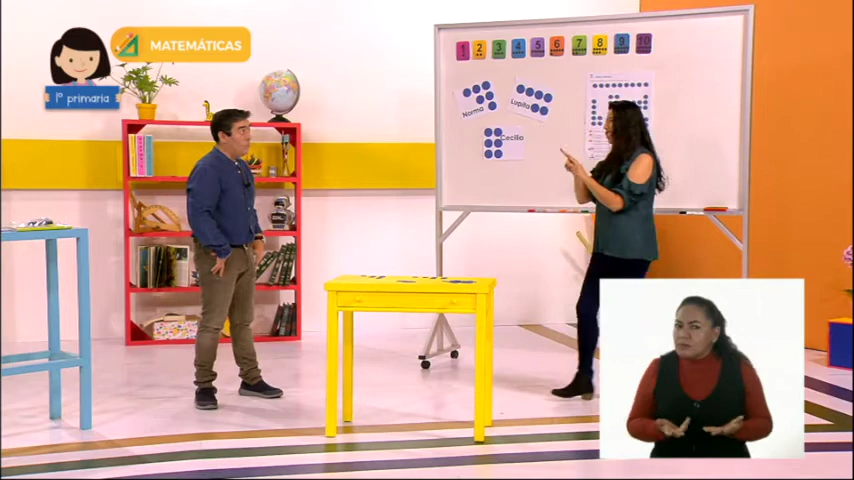 MATEMÁTICAS
1° primaria
1 2 3 4 5 6 7 8 9 10
Norma
Lupita
Cecilia